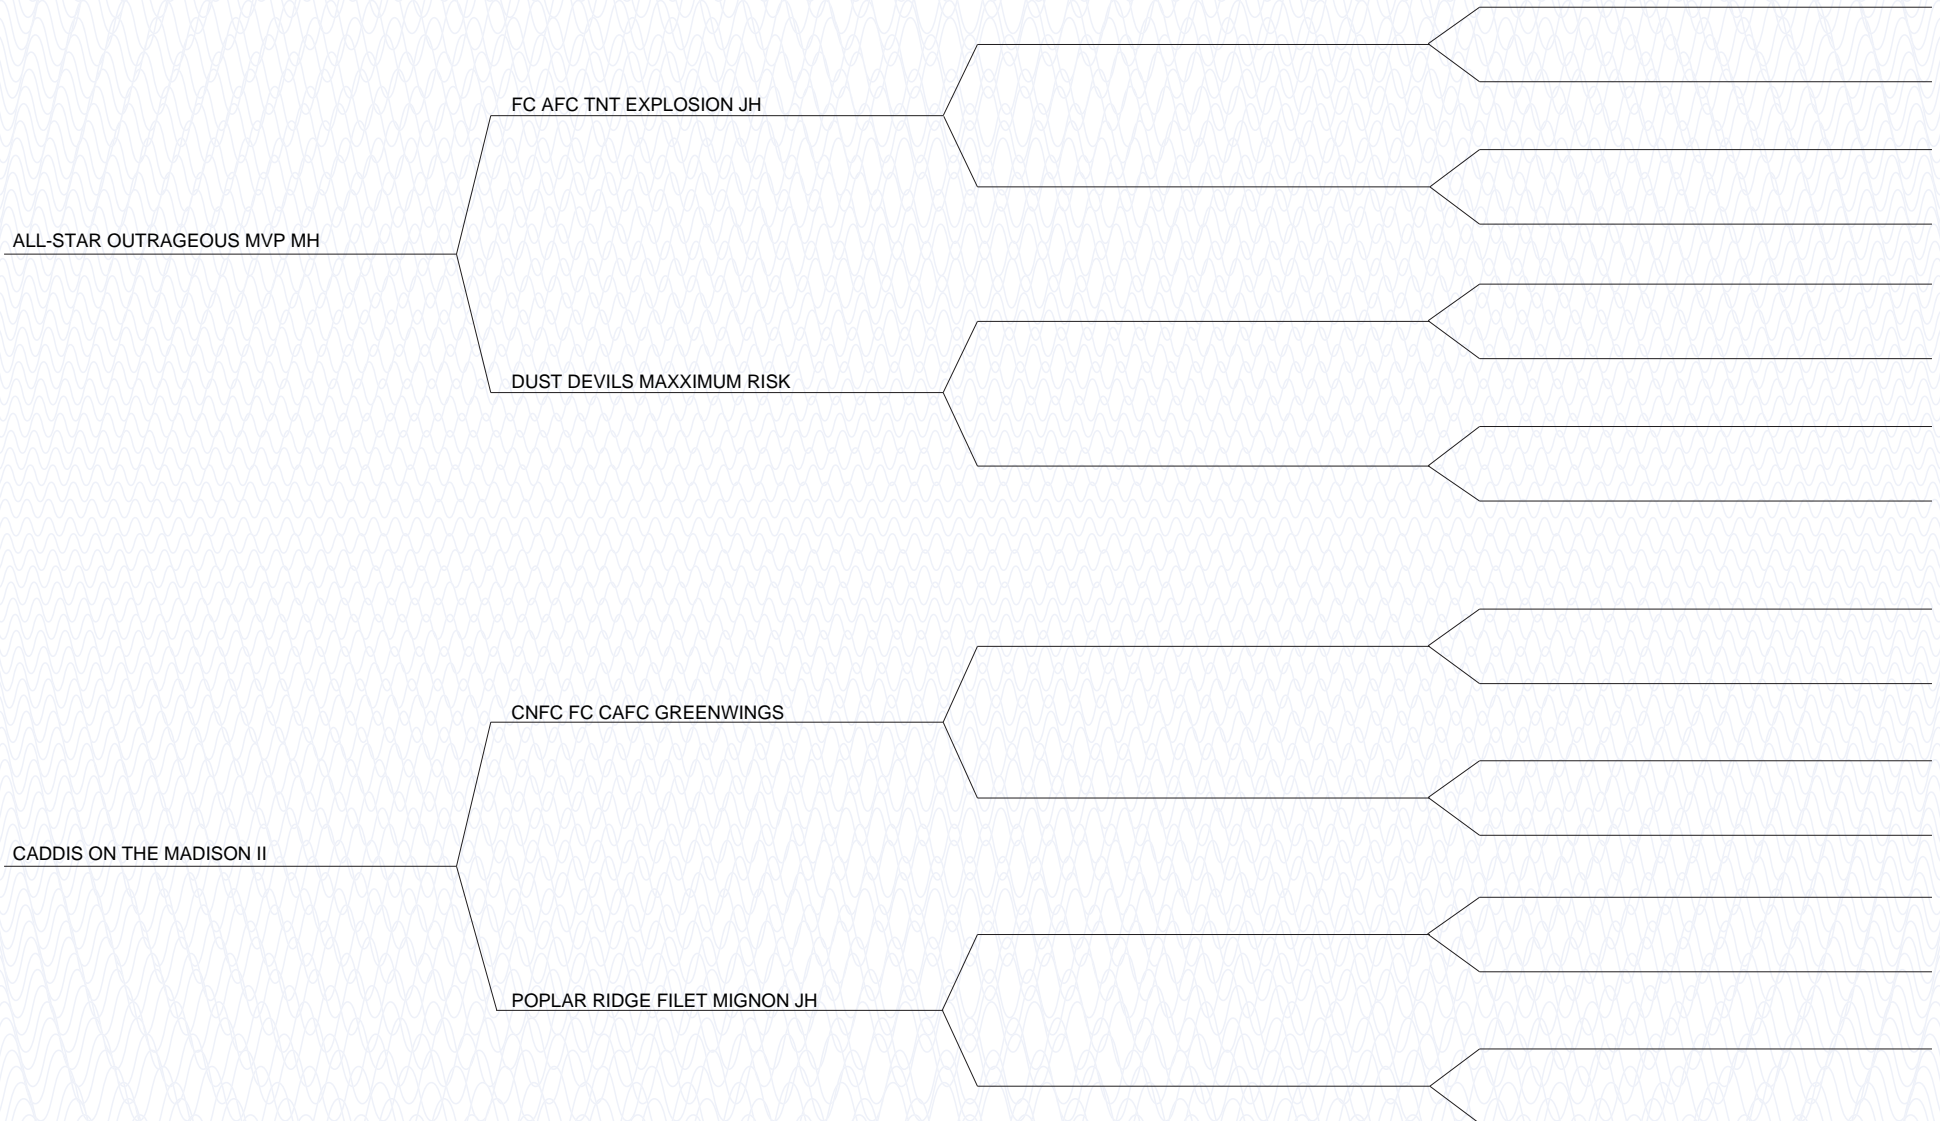 FC AFC TNT EXPLOSION JH
ALL-STAR OUTRAGEOUS MVP MH
DUST DEVILS MAXXIMUM RISK
CNFC FC CAFC GREENWINGS
CADDIS ON THE MADISON II
POPLAR RIDGE FILET MIGNON JH